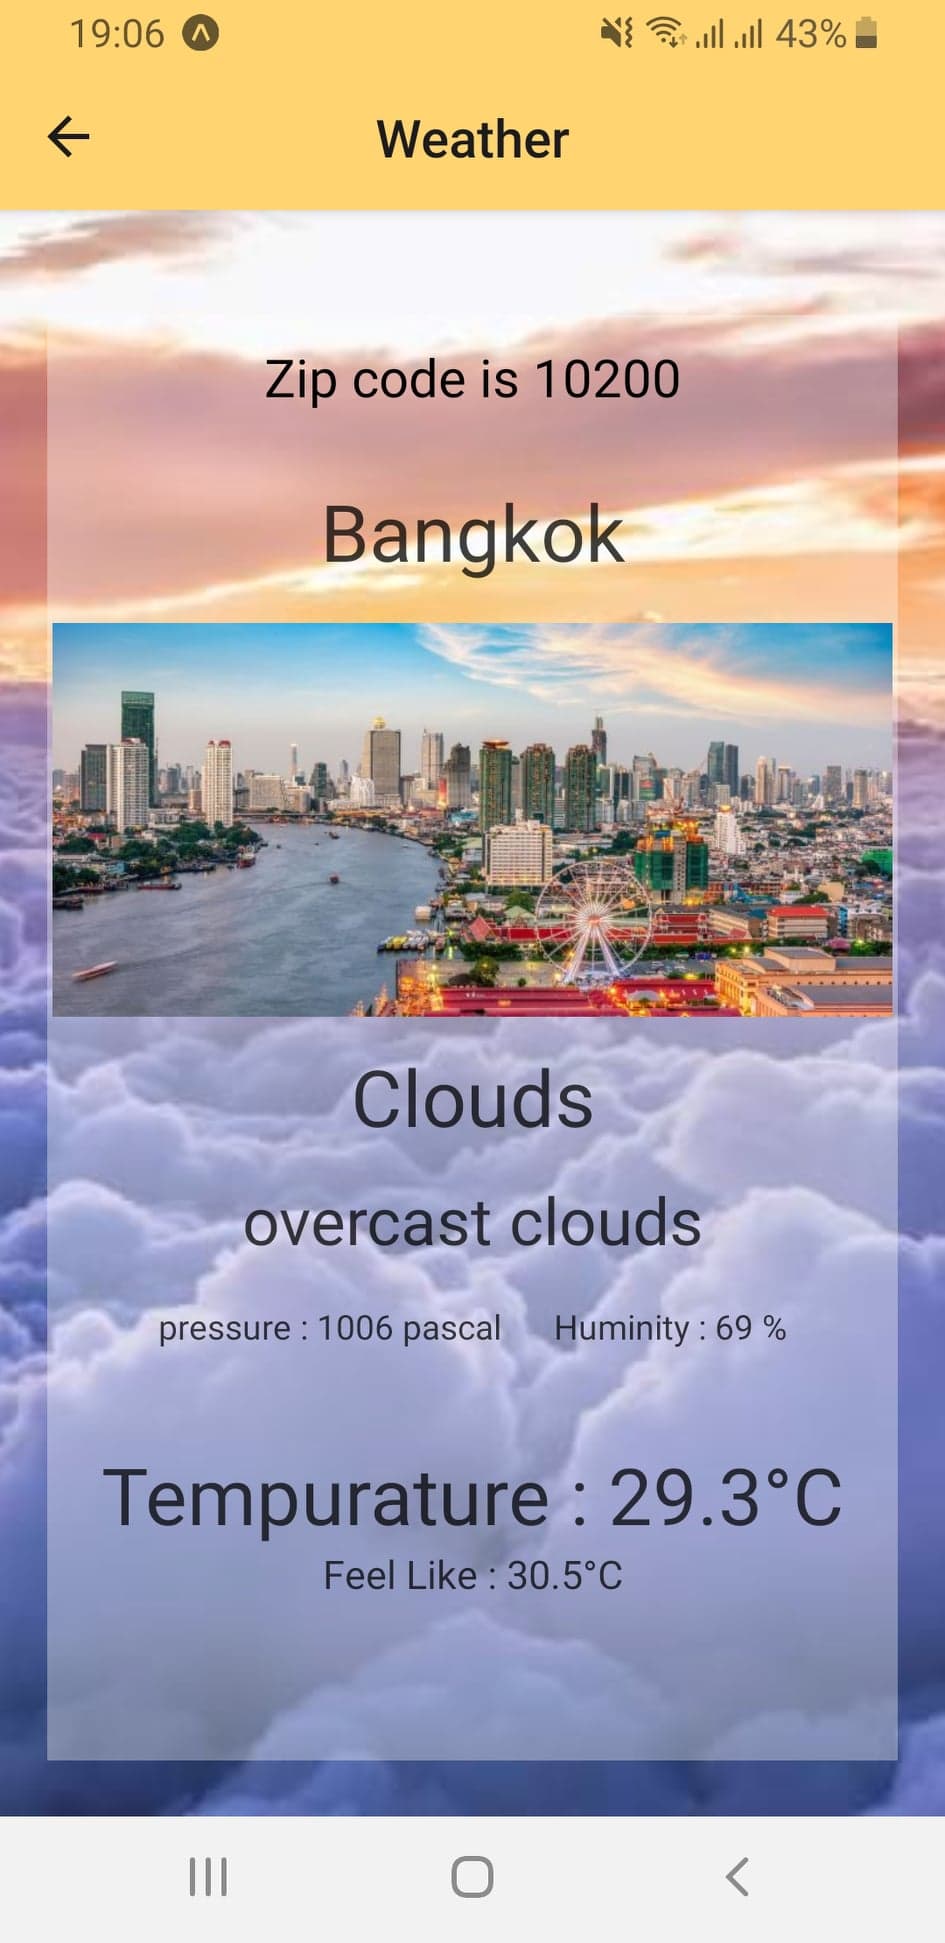 19:06 43%
Weather
Zip code is 10200
Bangkok
Clouds
overcast clouds
pressure : 1006 pascal Huminity : 69 %
Tempurature : 29.3°C
Feel Like : 30.5°C